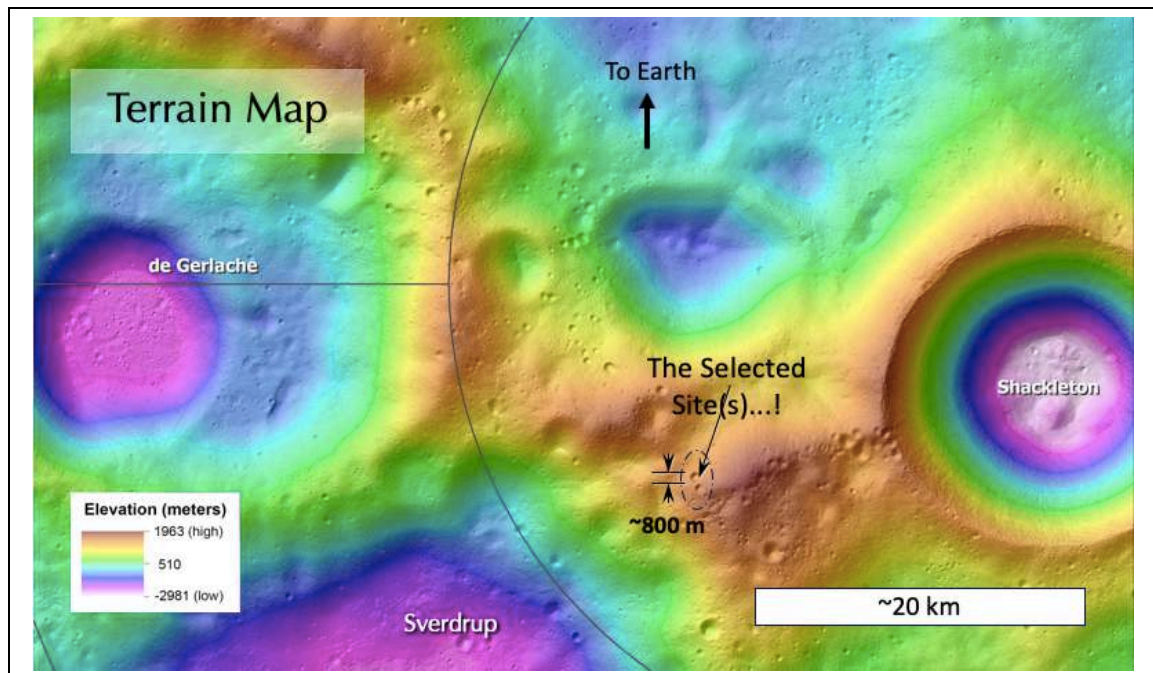 Terrain Map
To Earth
de Gerlache
The Selected
Site(s)...!
Shackleton
~800 m
Elevation (meters)
1963 (high)
510
-2981 (low)
~20 km
Sverdrup